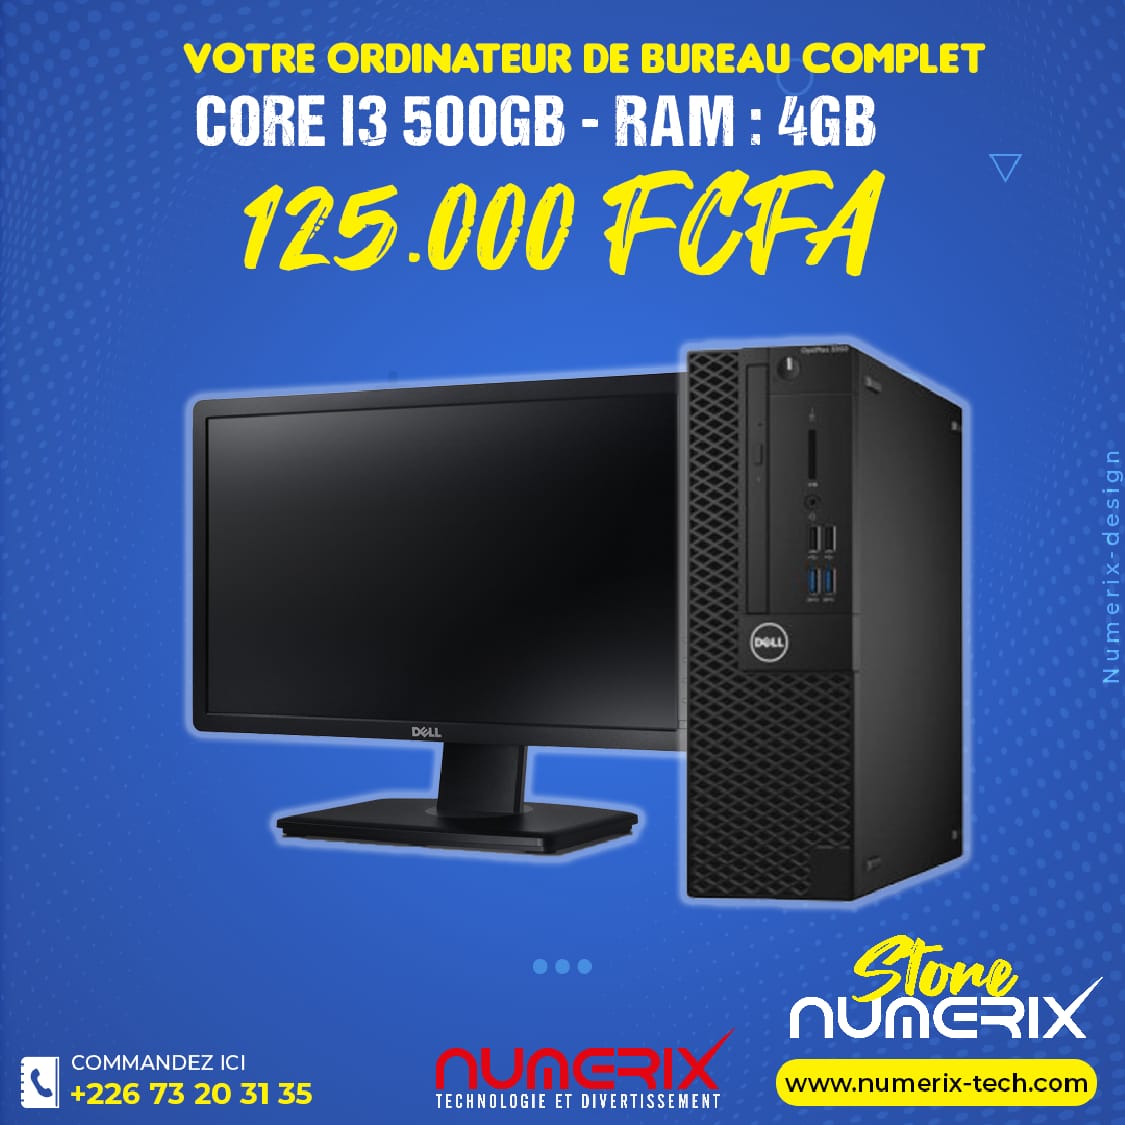 VOTRE ORDINATEUR DE BUREAU COMPLET
CORE I3 500GB - RAM : 4GB
125.000 FCFA
DELL
DELL
Numerix-design
Store
NUMERIX
COMMANDEZ ICI
+226 73 20 31 35
NUMERIX
TECHNOLOGIE ET DIVERTISSEMENT
www.numerix-tech.com